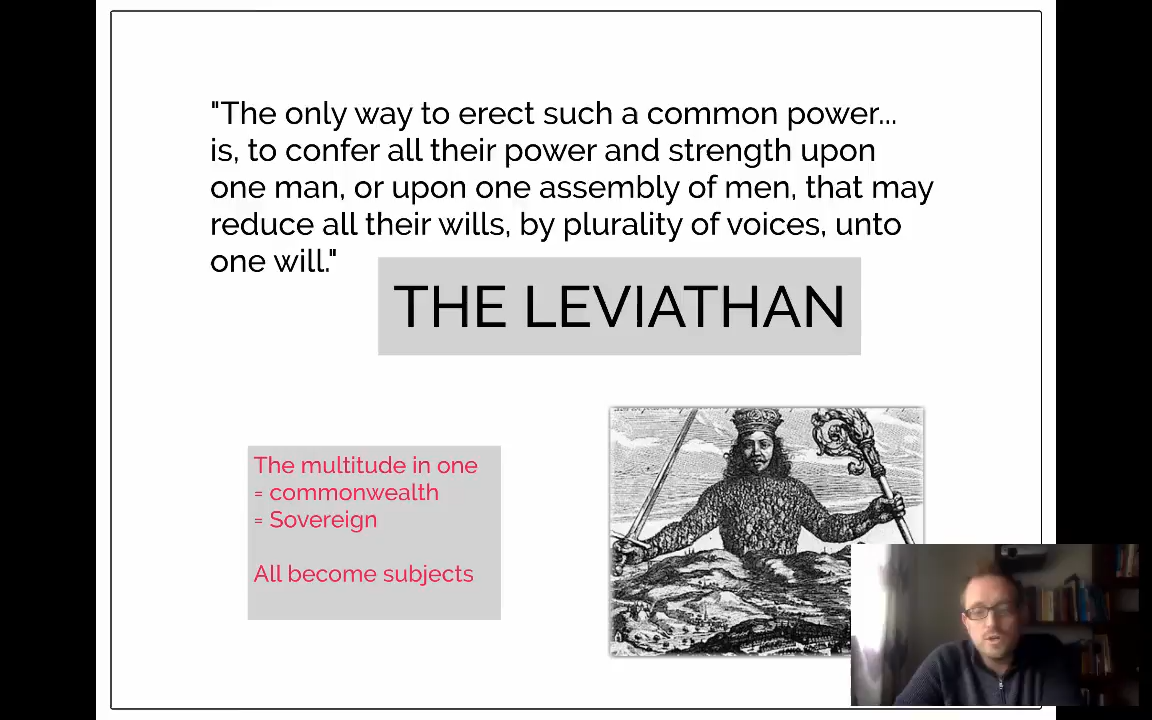 "The only way to erect such a common power...
is, to confer all their power and strength upon
one man, or upon one assembly of men, that may
reduce all their wills, by plurality of voices, unto
one will."
THE LEVIATHAN
The multitude in one
= commonwealth
= Sovereign
All become subjects